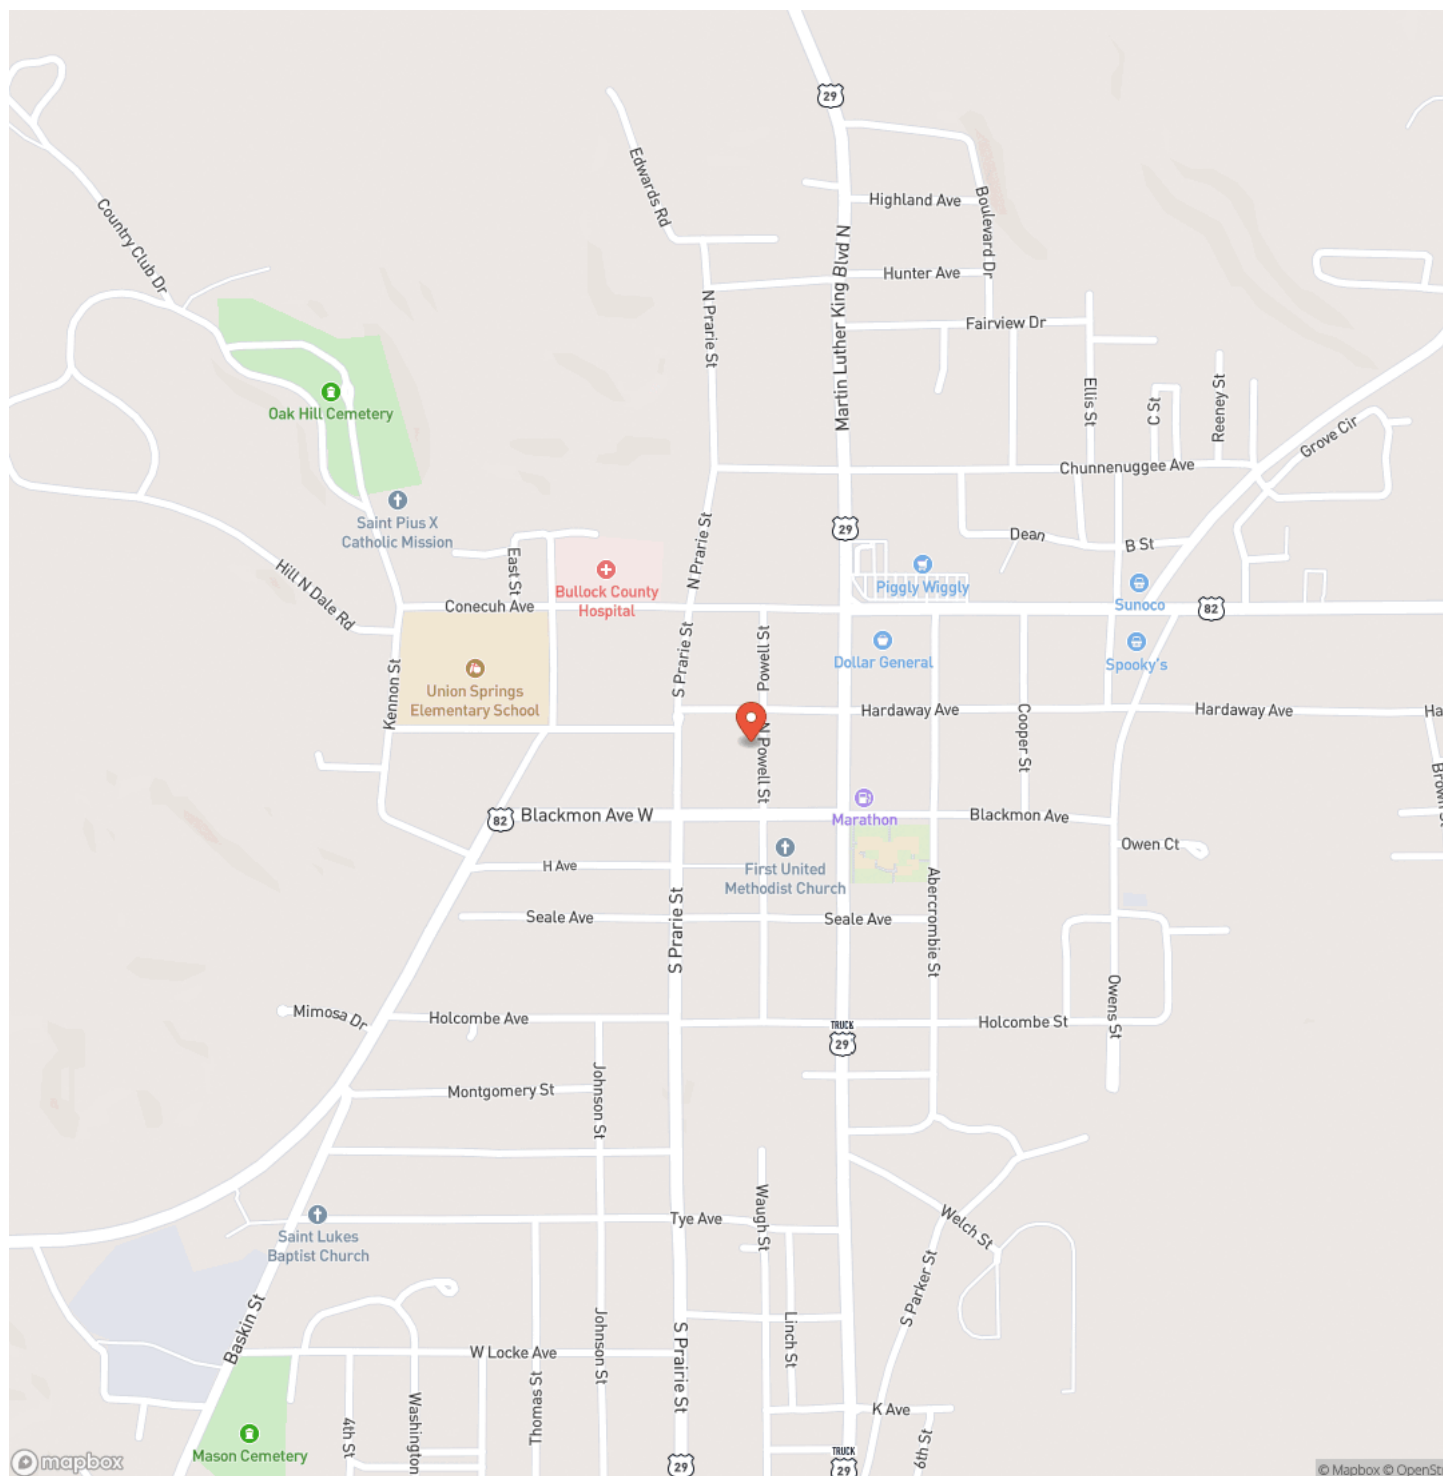 29
Edwards Rd
Highland Ave
Boulevard Dr
Country Club Dr
Martin Luther King Blvd N
Hunter Ave
N Prarie St
Fairview Dr
Oak Hill Cemetery
Ellis St
C St
Reeney St
Grove Cir
Chunnenuggee Ave
Saint Pius X
Catholic Mission
N Prarie St
29
Dean
B St
Hill N Dale Rd
East St
Bullock County
Hospital
Piggly Wiggly
Conecuh Ave
Sunoco
82
Powell St
S Prarie St
Dollar General
Spooky's
Kennon St
Union Springs
Elementary School
Hardaway Ave
Hardaway Ave
Ha
Cooper St
N Powell St
Brown St
82
Blackmon Ave W
Marathon
Blackmon Ave
Owen Ct
H Ave
First United
Methodist Church
Abercrombie St
Seale Ave
Seale Ave
S Prarie St
Owens St
Mimosa Dr
Holcombe Ave
TRUCK
29
Holcombe St
Montgomery St
Johnson St
Waugh St
Tye Ave
Welch St
Saint Lukes
Baptist Church
S Parker St
Baskin St
Johnson St
S Prairie St
Linch St
W Locke Ave
Thomas St
Washington
4th St
K Ave
6th St
Mason Cemetery
29
TRUCK
29
mapbox
© Mapbox © OpenSt